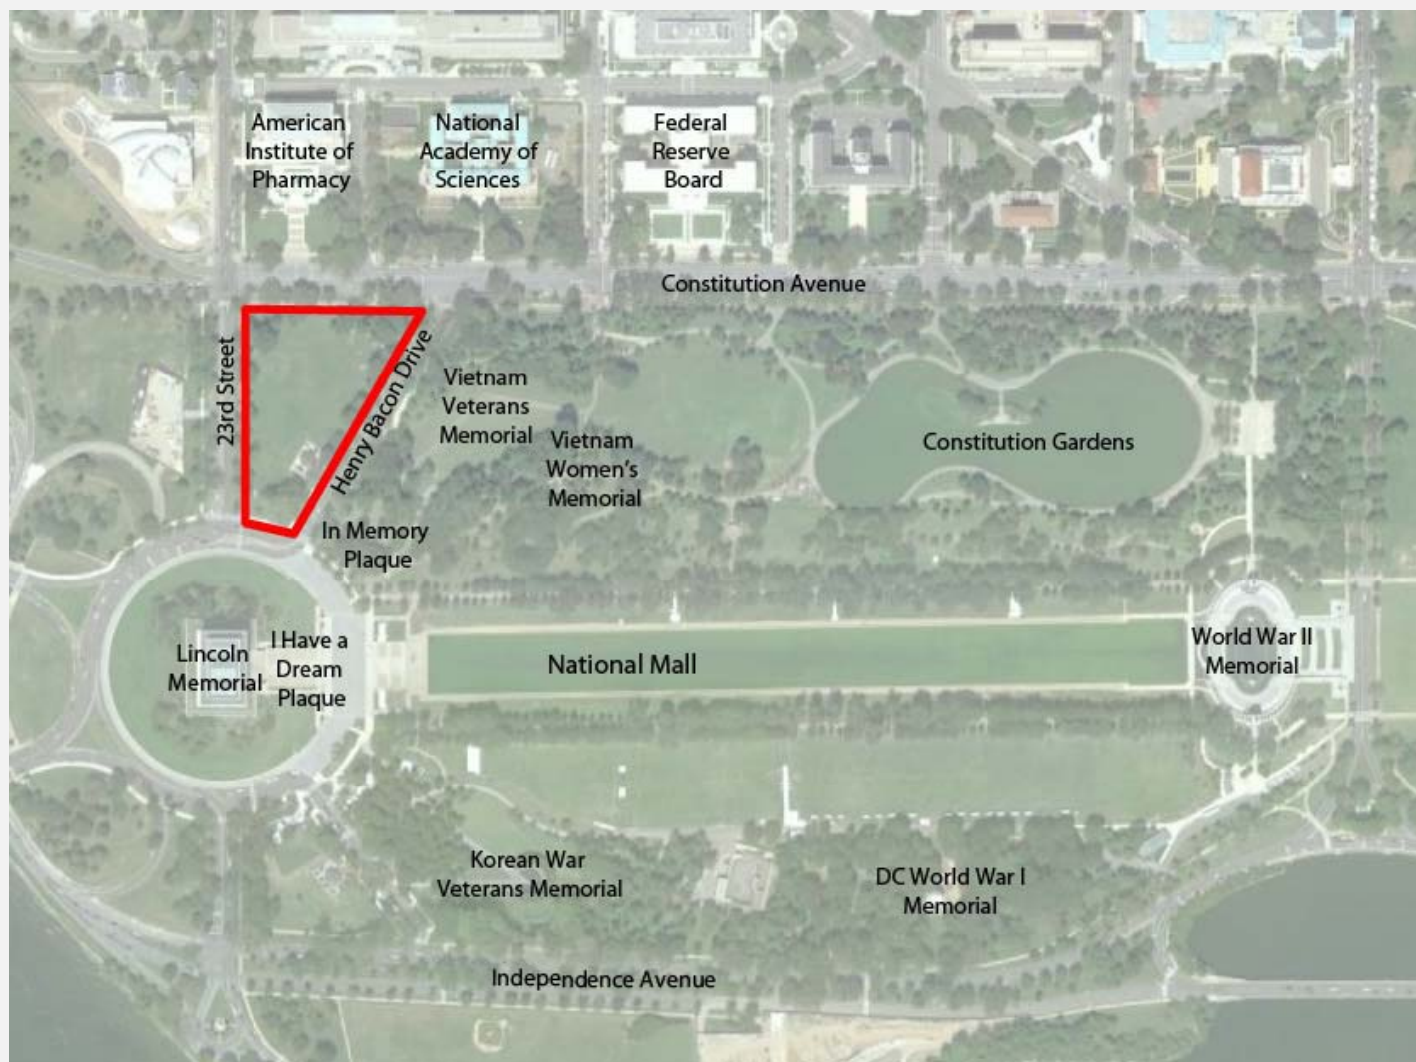 American
Institute of
Pharmacy
National
Academy of
Sciences
Federal
Reserve
Board
Constitution Avenue
23rd Street
Henry Bacon Drive
Vietnam
Veterans
Memorial
Vietnam
Women's
Memorial
Constitution Gardens
In Memory
Plaque
Lincoln
Memorial
I Have a
Dream
Plaque
National Mall
World War II
Memorial
Korean War
Veterans Memorial
DC World War I
Memorial
Independence Avenue